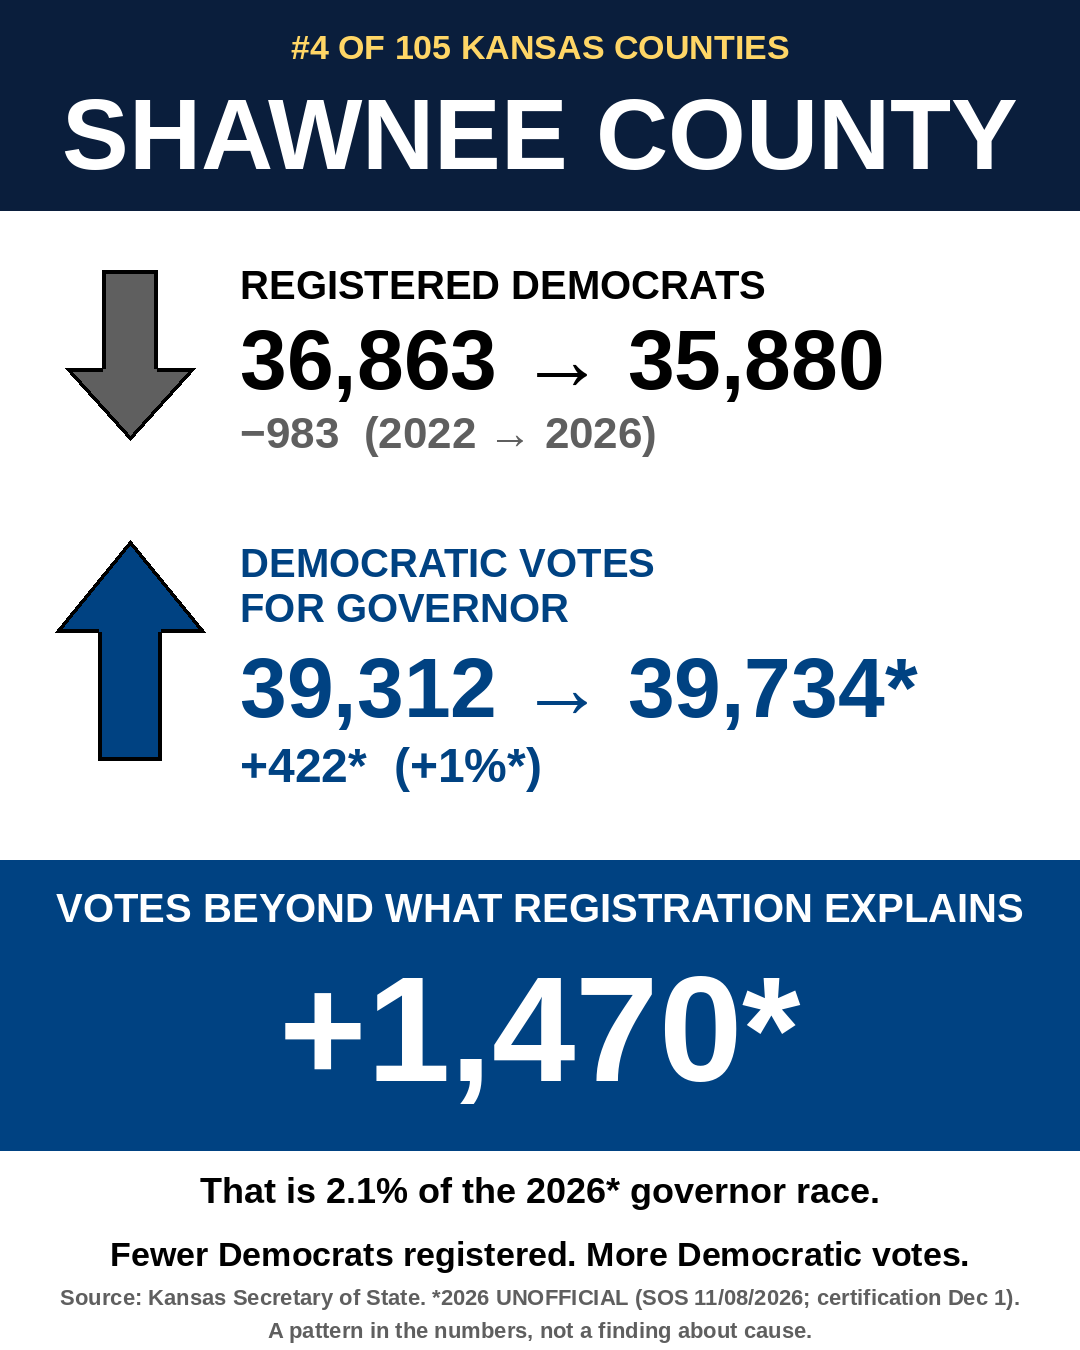 #4 OF 105 KANSAS COUNTIES
SHAWNEE COUNTY
REGISTERED DEMOCRATS
36,863 → 35,880
−983 (2022 → 2026)
DEMOCRATIC VOTES
FOR GOVERNOR
39,312 → 39,734*
+422* (+1%*)
VOTES BEYOND WHAT REGISTRATION EXPLAINS
+1,470*
That is 2.1% of the 2026* governor race.
Fewer Democrats registered. More Democratic votes.
Source: Kansas Secretary of State. *2026 UNOFFICIAL (SOS 11/08/2026; certification Dec 1).
A pattern in the numbers, not a finding about cause.